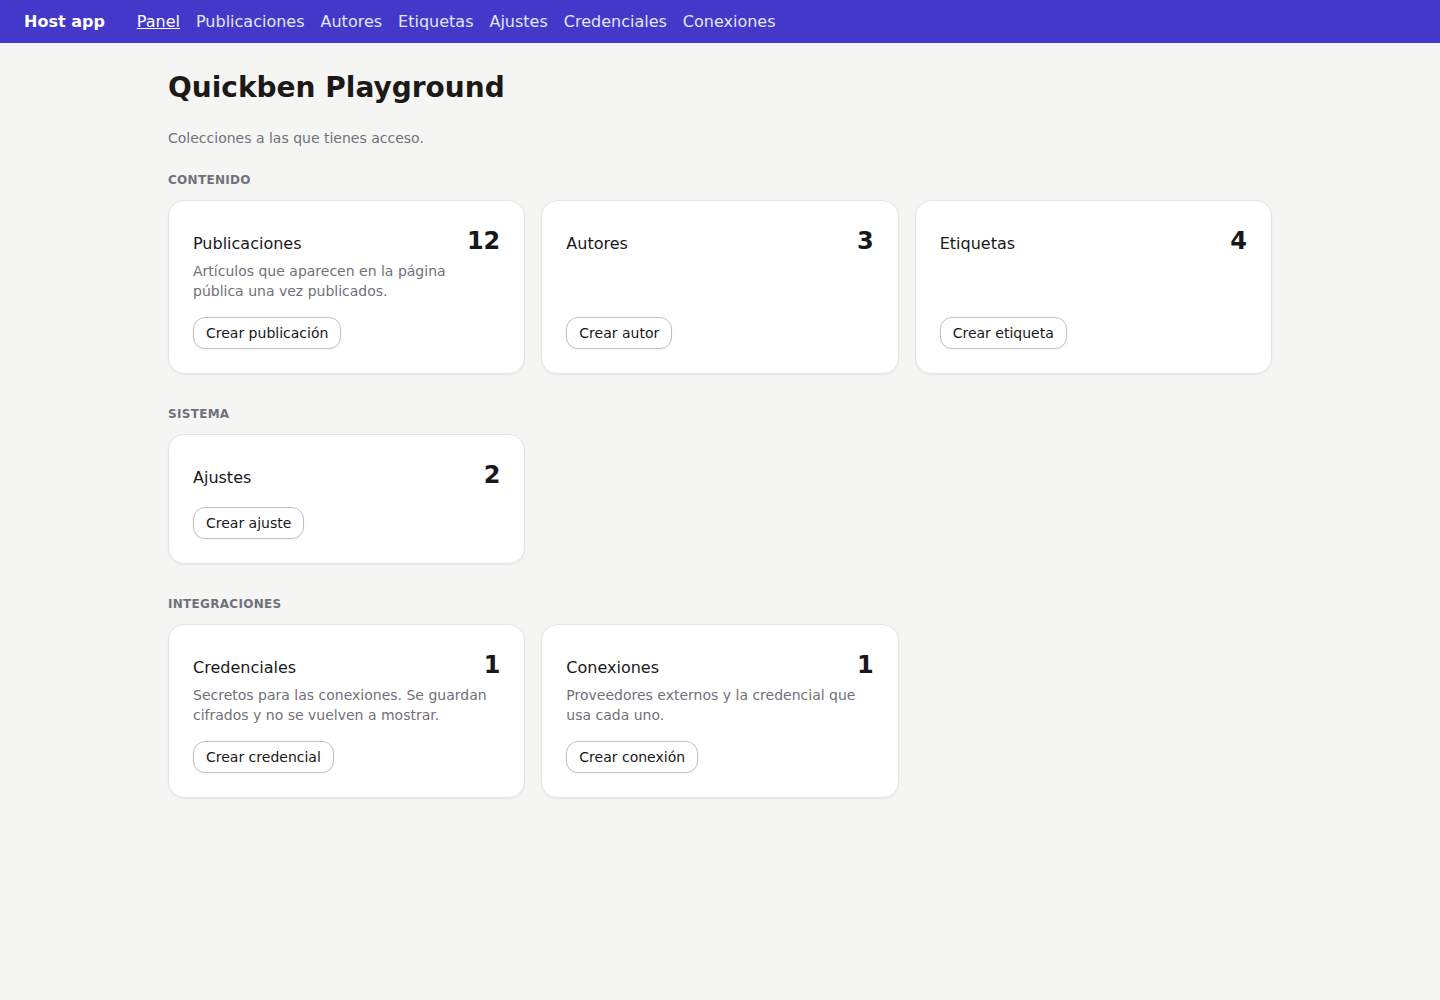 Host app Panel Publicaciones Autores Etiquetas Ajustes Credenciales Conexiones
Quickben Playground
Colecciones a las que tienes acceso.
CONTENIDO
Publicaciones 12
Artículos que aparecen en la página
pública una vez publicados.
Crear publicación
Autores 3
Crear autor
Etiquetas 4
Crear etiqueta
SISTEMA
Ajustes 2
Crear ajuste
INTEGRACIONES
Credenciales 1
Secretos para las conexiones. Se guardan
cifrados y no se vuelven a mostrar.
Crear credencial
Conexiones 1
Proveedores externos y la credencial que
usa cada uno.
Crear conexión